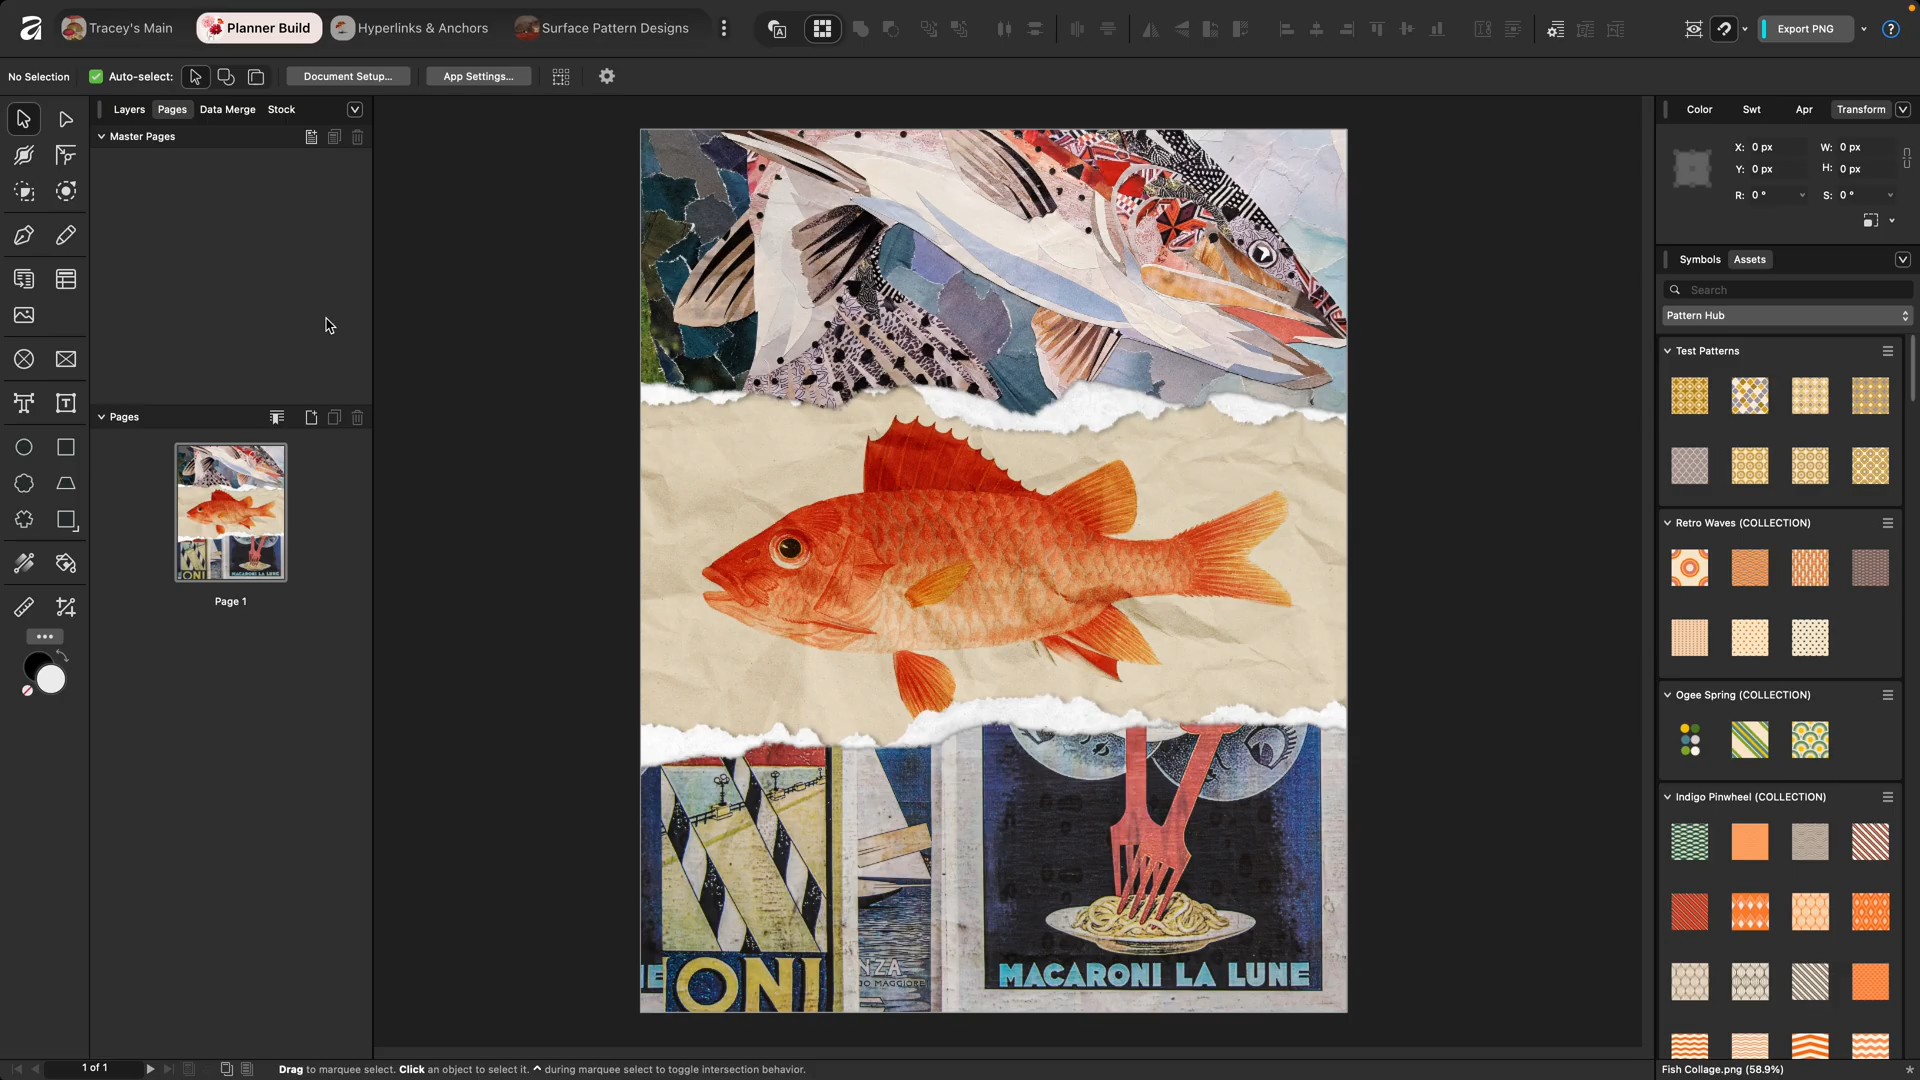 Tracey's Main
Planner Build
Hyperlinks & Anchors
Surface Pattern Designs
Export PNG
No Selection
Auto-select:
Document Setup...
App Settings...
Layers
Pages
Data Merge
Stock
Color
Swt
Apr
Transform
Master Pages
X: 0 px
W: 0 px
Y: 0 px
H: 0 px
R: 0 °
S: 0 °
Symbols
Assets
Search
Pattern Hub
Test Patterns
Pages
Page 1
Retro Waves (COLLECTION)
Ogee Spring (COLLECTION)
Indigo Pinwheel (COLLECTION)
ONI
NZA
GO MAGGIORE
MACARONI LA LUNE
1 of 1
Drag to marquee select. Click an object to select it. ^ during marquee select to toggle intersection behavior.
Fish Collage.png (58.9%)